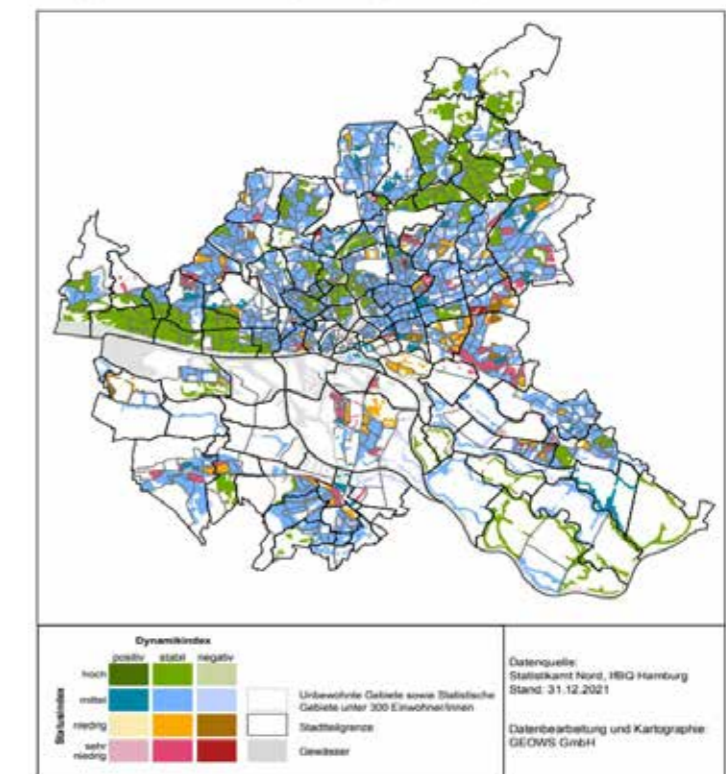 Dynamikindex
positiv stabil negativ
Statusindex
hoch
mittel
niedrig
sehr
niedrig
Unbewohnte Gebiete sowie Statistische
Gebiete unter 300 Einwohner/innen
Stadtteilgrenze
Gewässer
Datenquelle:
Statistikamt Nord, IfBQ Hamburg
Stand: 31.12.2021
Datenbearbeitung und Kartographie
GEOWS GmbH